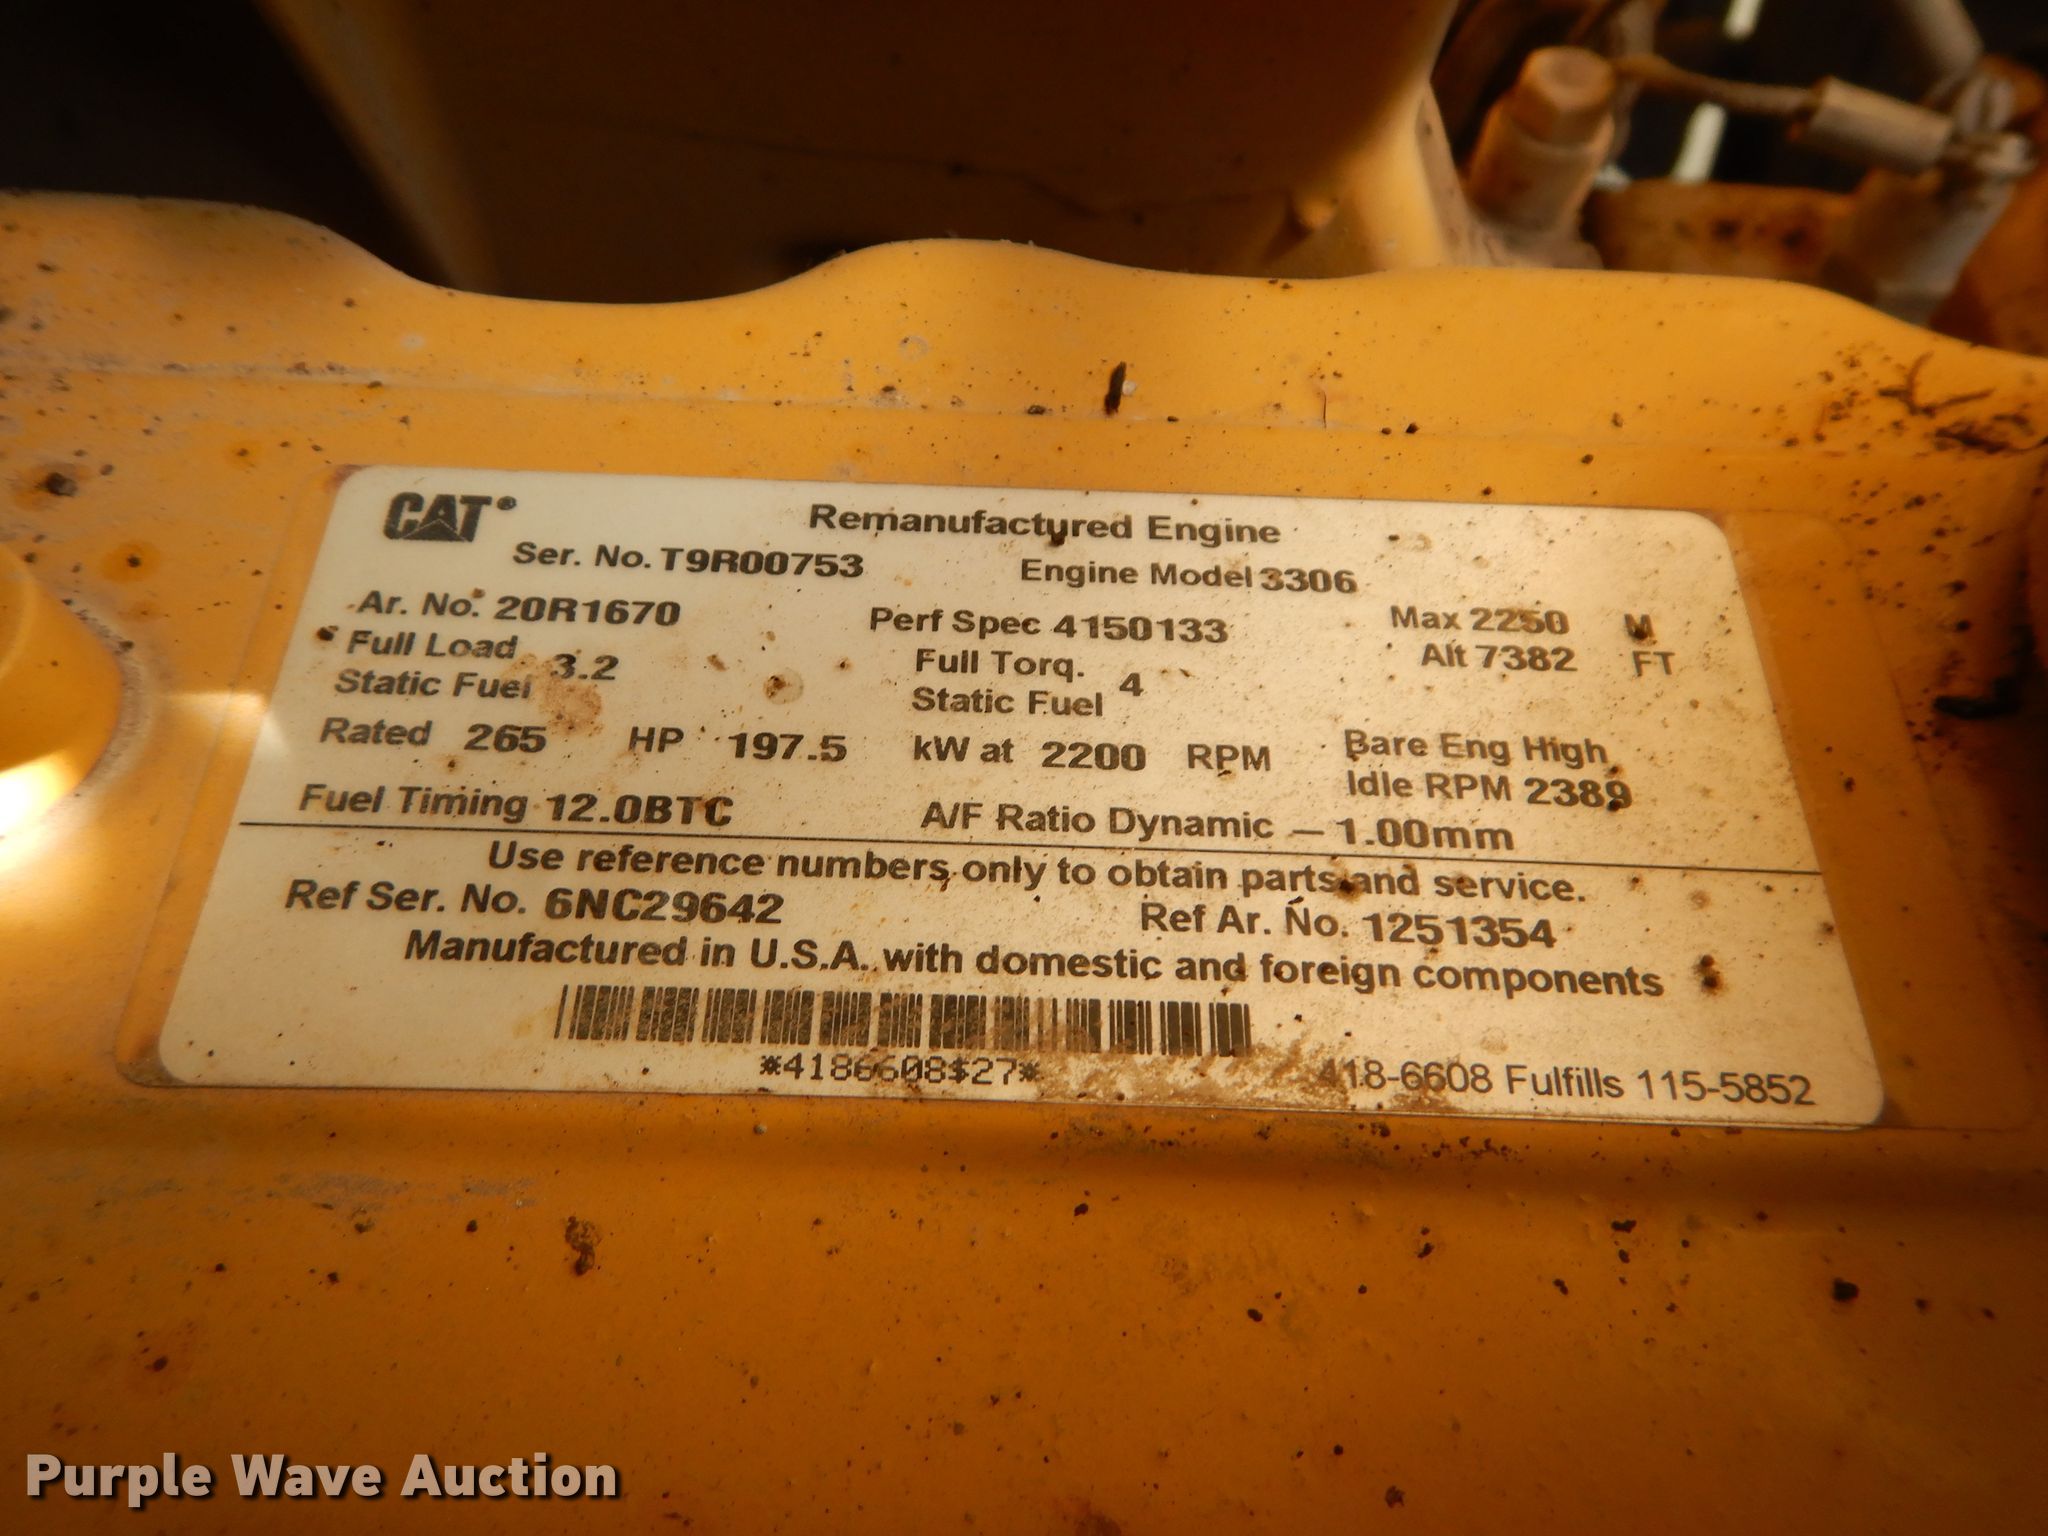 CAT®
Remanufactured Engine
Ser. No. T9R00753 Engine Model 3306
Ar. No. 20R1670 Perf Spec 4150133 Max 2250 M
Alt 7382 FT
Full Load
Static Fuel 3.2
Full Torq.
Static Fuel 4
Rated 265 HP 197.5 kW at 2200 RPM
Bare Eng High
Idle RPM 2389
Fuel Timing 12.0BTC A/F Ratio Dynamic – 1.00mm
Use reference numbers only to obtain parts and service.
Ref Ser. No. 6NC29642 Ref Ar. No. 1251354
Manufactured in U.S.A. with domestic and foreign components
*4186608$27*
418-6608 Fulfills 115-5852
Purple Wave Auction